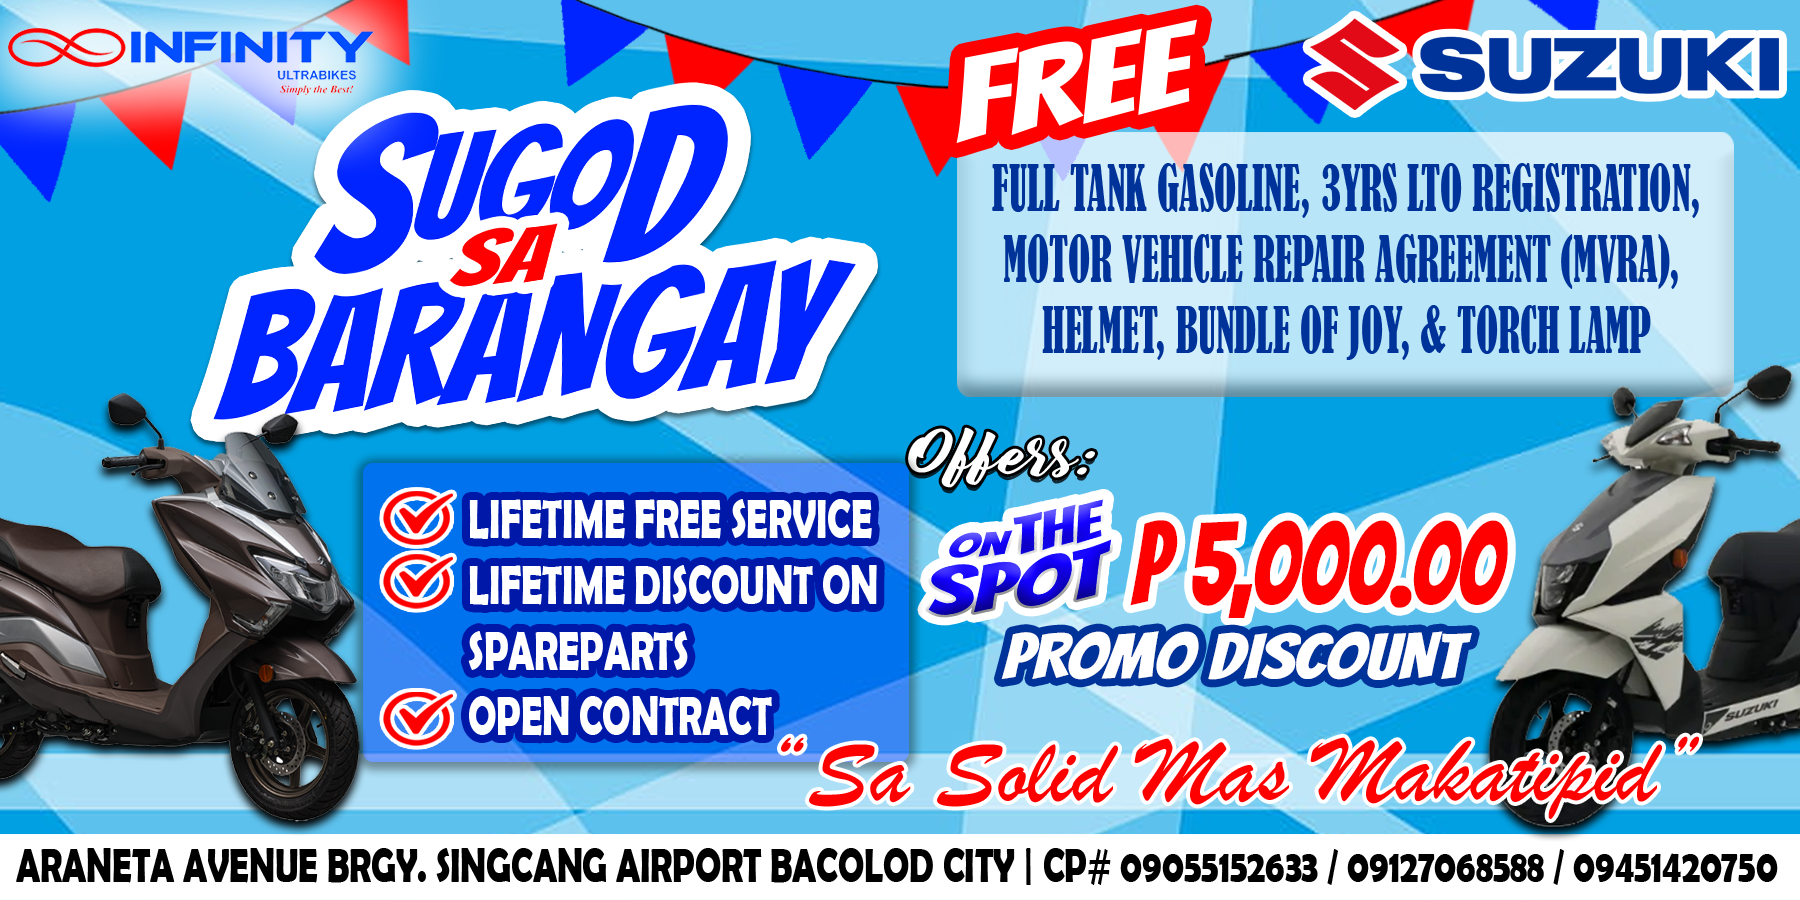 INFINITY
ULTRABIKES
Simply the Best!
SUGOD
SA
BARANGAY
FREE
SUZUKI
FULL TANK GASOLINE, 3YRS LTO REGISTRATION,
MOTOR VEHICLE REPAIR AGREEMENT (MVRA),
HELMET, BUNDLE OF JOY, & TORCH LAMP
LIFETIME FREE SERVICE
LIFETIME DISCOUNT ON
SPAREPARTS
OPEN CONTRACT
Offers:
ON THE
SPOT
P 5,000.00
PROMO DISCOUNT
SUZUKI
“Sa Solid Mas Makatipid”
ARANETA AVENUE BRGY. SINGCANG AIRPORT BACOLOD CITY | CP# 09055152633 / 09127068588 / 09451420750